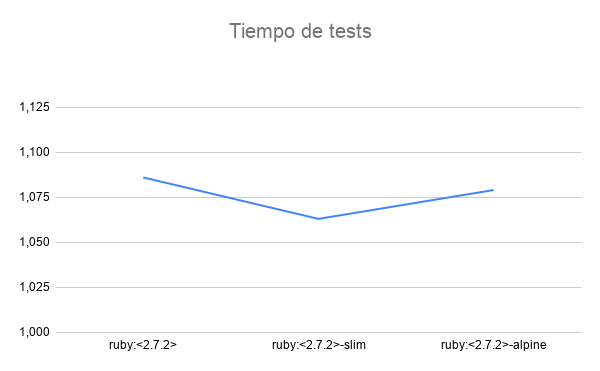 Tiempo de tests
1,125
1,100
1,075
1,050
1,025
1,000
ruby:<2.7.2>
ruby:<2.7.2>-slim
ruby:<2.7.2>-alpine